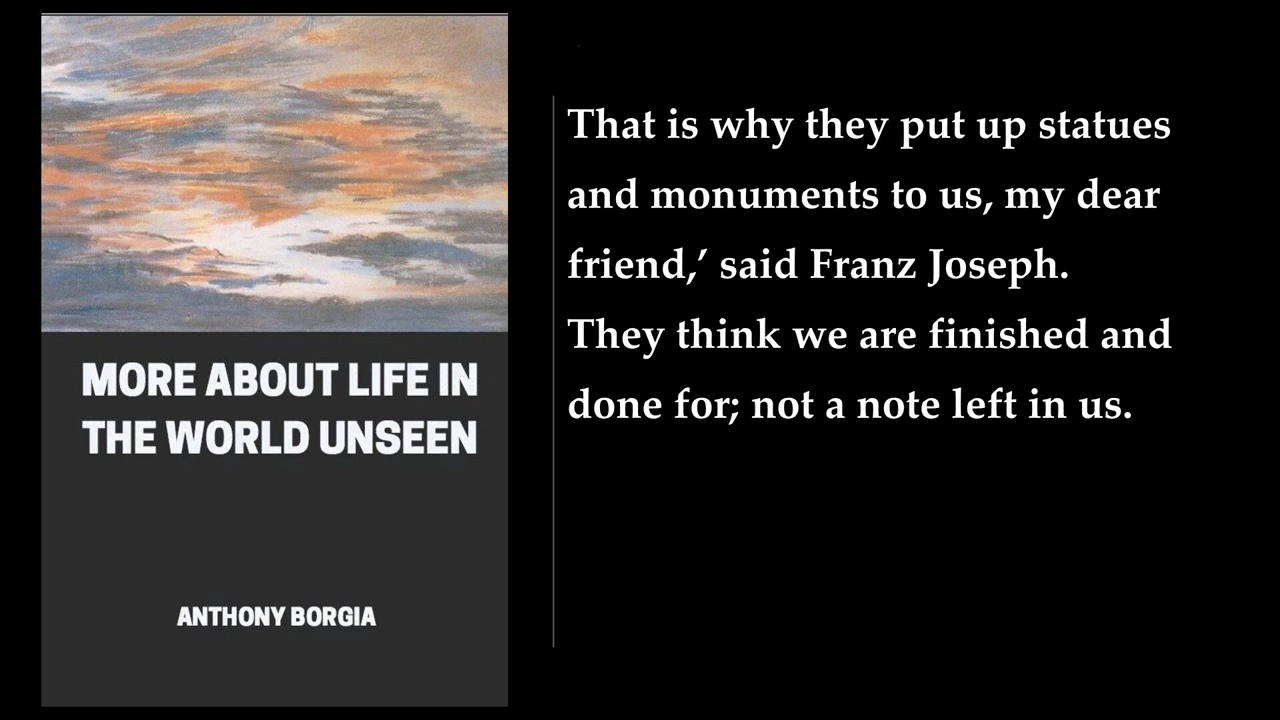 MORE ABOUT LIFE IN
THE WORLD UNSEEN
ANTHONY BORGIA
That is why they put up statues
and monuments to us, my dear
friend,’ said Franz Joseph.
They think we are finished and
done for; not a note left in us.